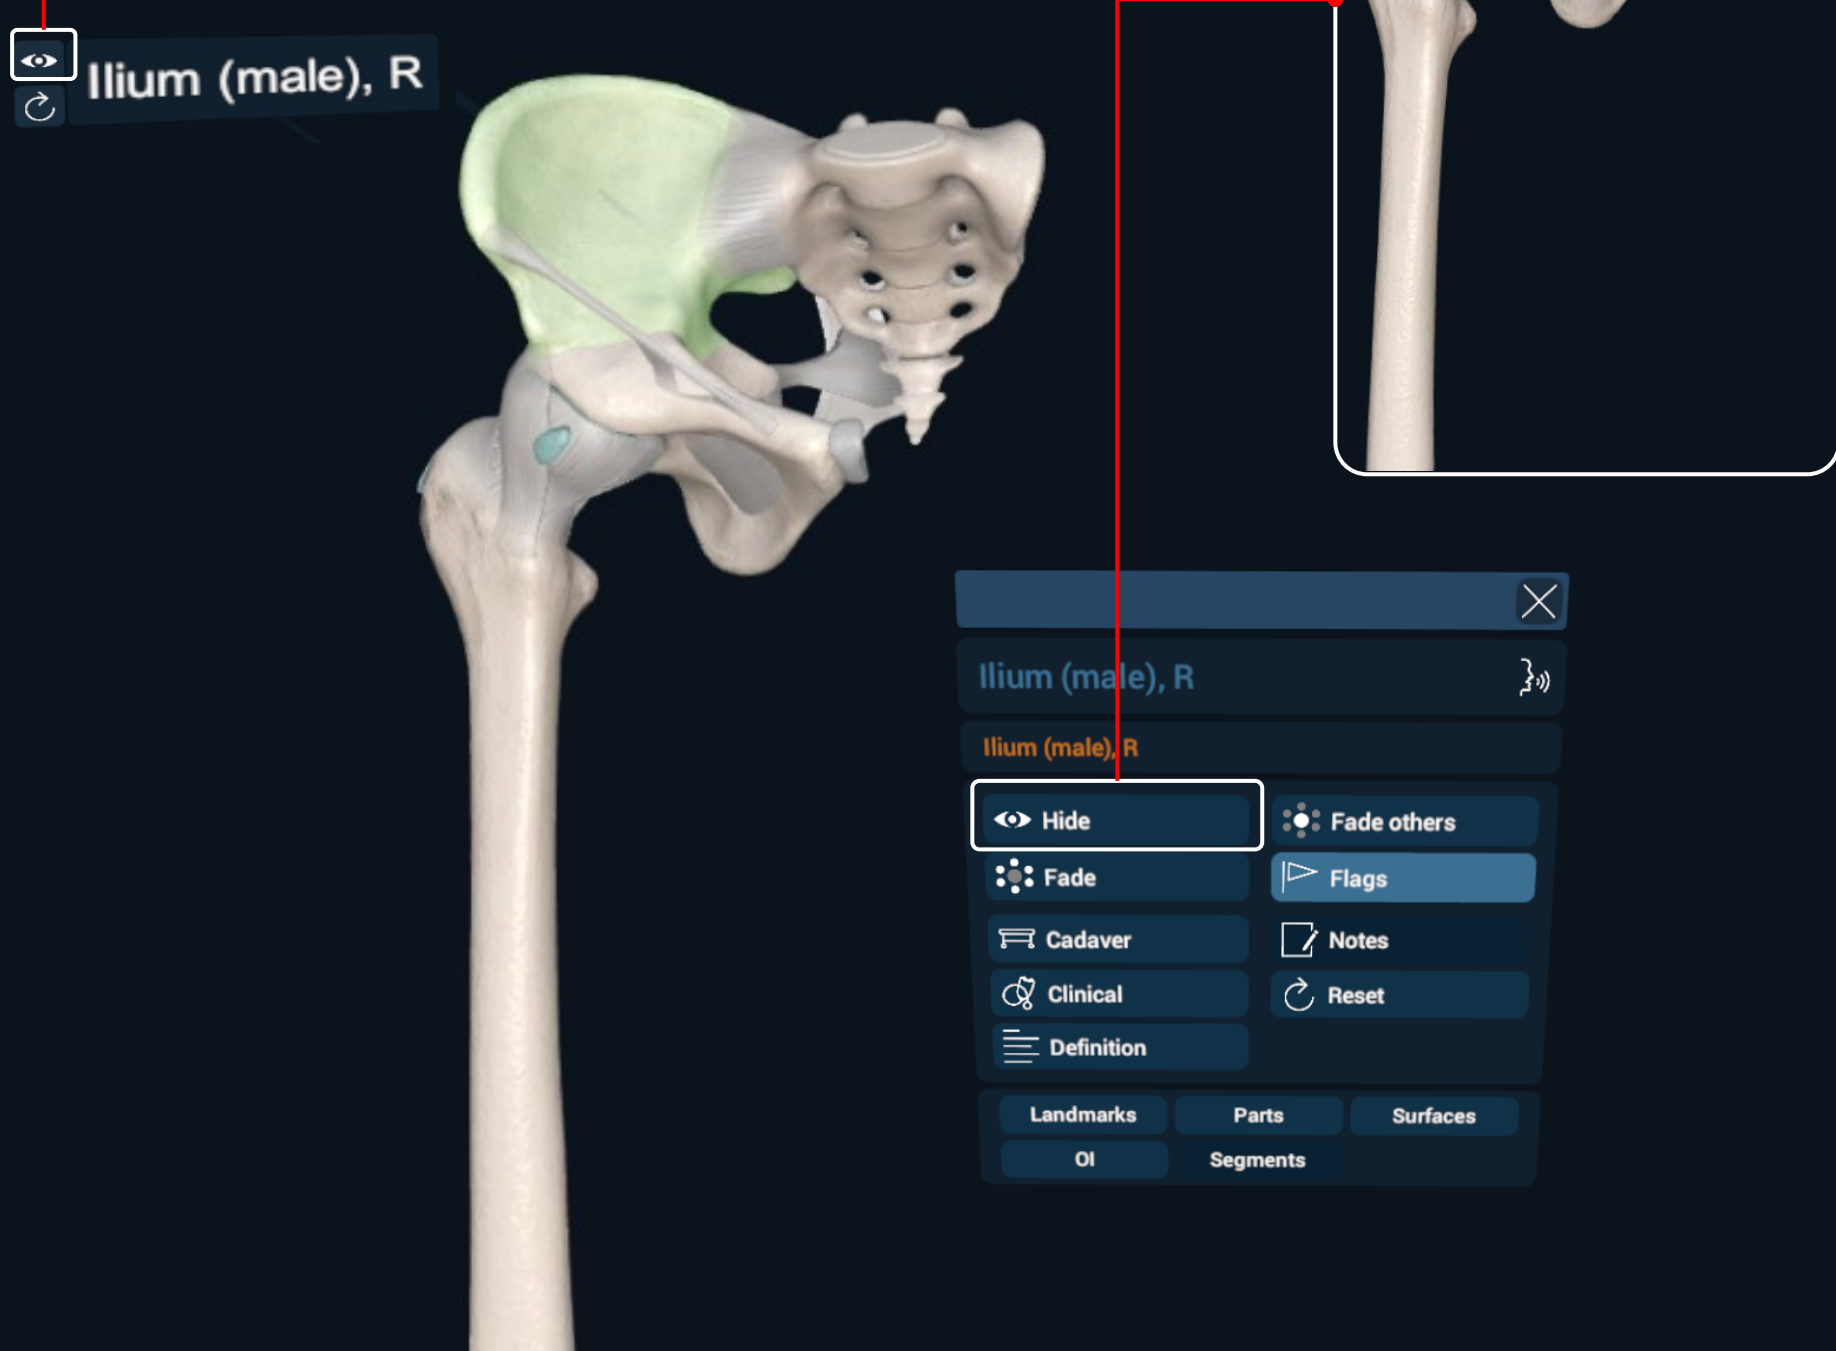 Ilium (male), R
Ilium (male), R
Ilium (male), R
Hide
Fade others
Fade
Flags
Cadaver
Notes
Clinical
Reset
Definition
Landmarks
Parts
Surfaces
OI
Segments